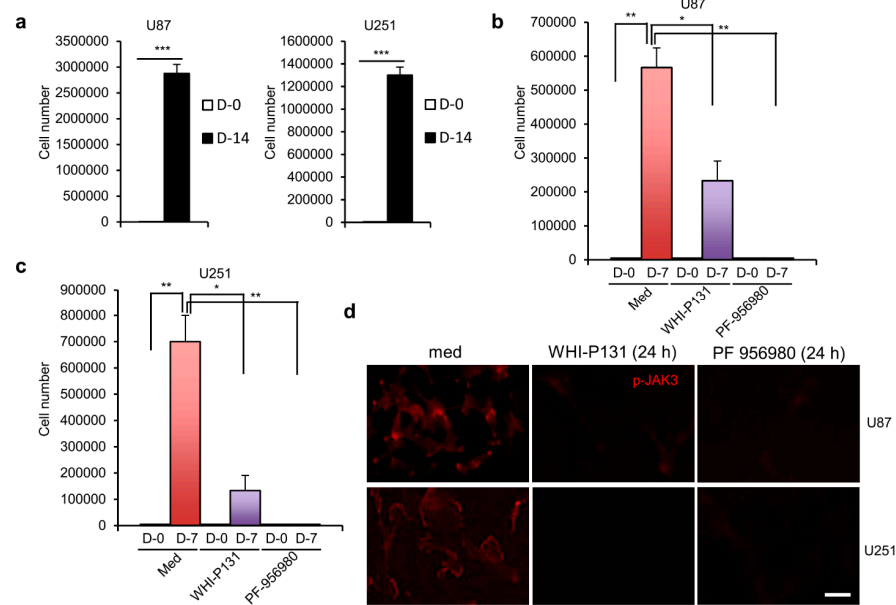 a
U87
Cell number
3500000
3000000
2500000
2000000
1500000
1000000
500000
0
***
D-0
D-14
U251
Cell number
1600000
1400000
1200000
1000000
800000
600000
400000
200000
0
***
D-0
D-14
b
U87
Cell number
700000
600000
500000
400000
300000
200000
100000
0
** * **
D-0 D-7 D-0 D-7 D-0 D-7
Med WHI-P131 PF-956980
c
U251
Cell number
900000
800000
700000
600000
500000
400000
300000
200000
100000
0
** * **
D-0 D-7 D-0 D-7 D-0 D-7
Med WHI-P131 PF-956980
d
med WHI-P131 (24 h) PF 956980 (24 h)
p-JAK3
U87
U251